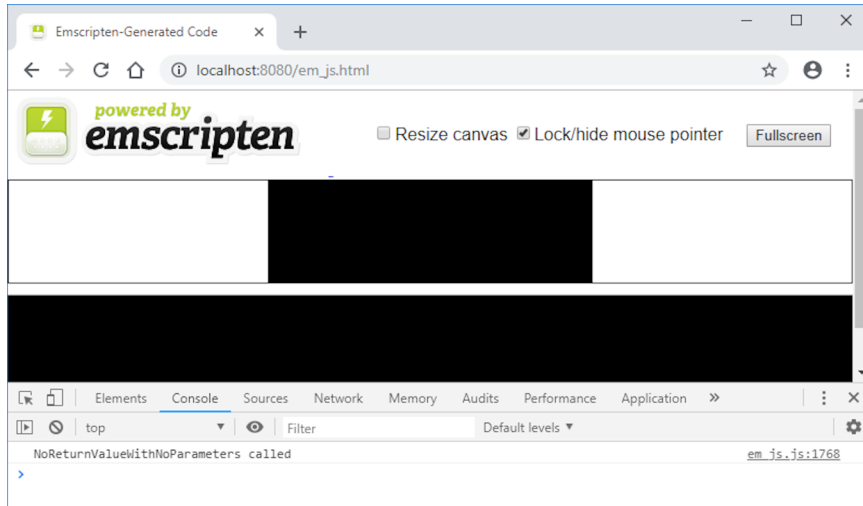 Emscripten-Generated Code
localhost:8080/em_js.html
powered by
emscripten
Resize canvas
Lock/hide mouse pointer
Fullscreen
Elements Console Sources Network Memory Audits Performance Application »
top Filter Default levels
NoReturnValueWithNoParameters called em_js.js:1768